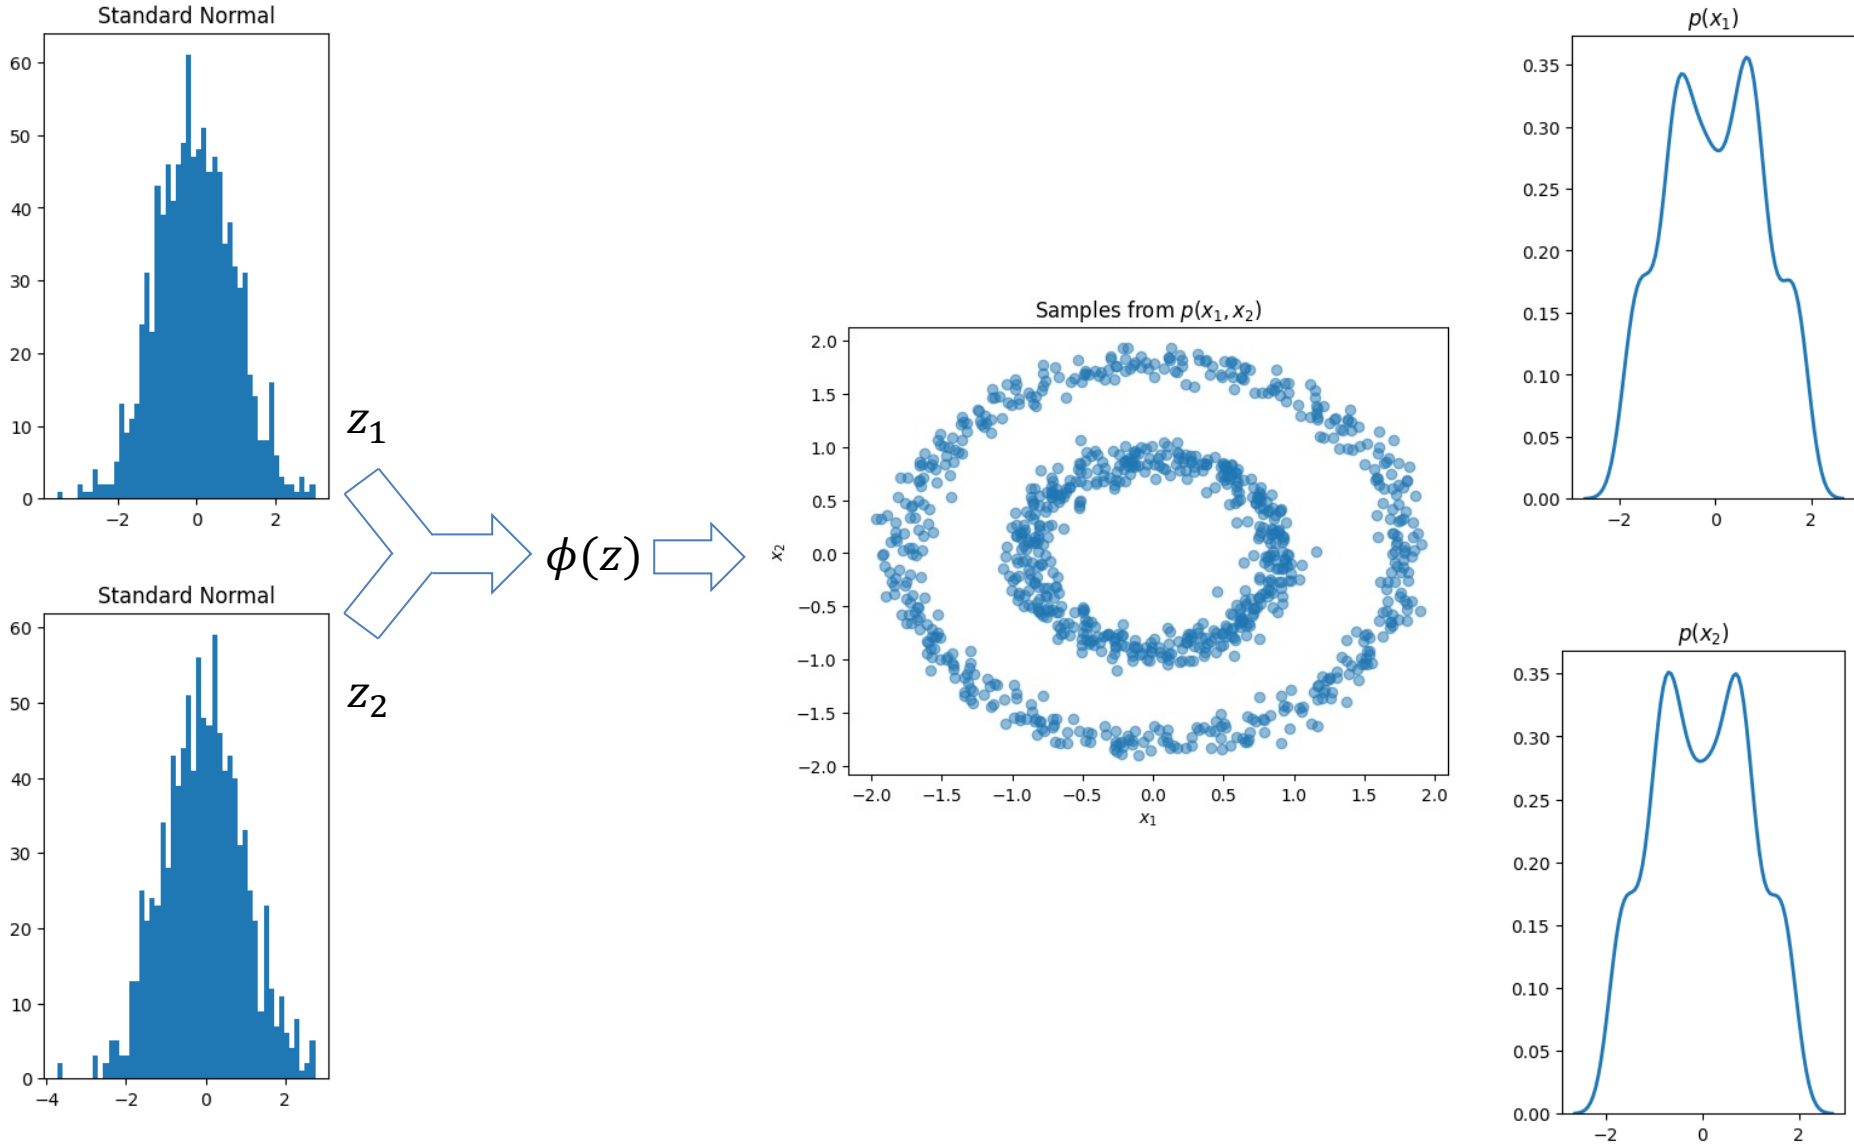 Standard Normal
60
50
40
30
20
10
0
−2 0 2
z₁
Standard Normal
60
50
40
30
20
10
0
−4 −2 0 2
z₂
ϕ(z)
Samples from p(x₁, x₂)
2.0
1.5
1.0
0.5
0.0
−0.5
−1.0
−1.5
−2.0
x₂
−2.0 −1.5 −1.0 −0.5 0.0 0.5 1.0 1.5 2.0
x₁
p(x₁)
0.35
0.30
0.25
0.20
0.15
0.10
0.05
0.00
−2 0 2
p(x₂)
0.35
0.30
0.25
0.20
0.15
0.10
0.05
0.00
−2 0 2